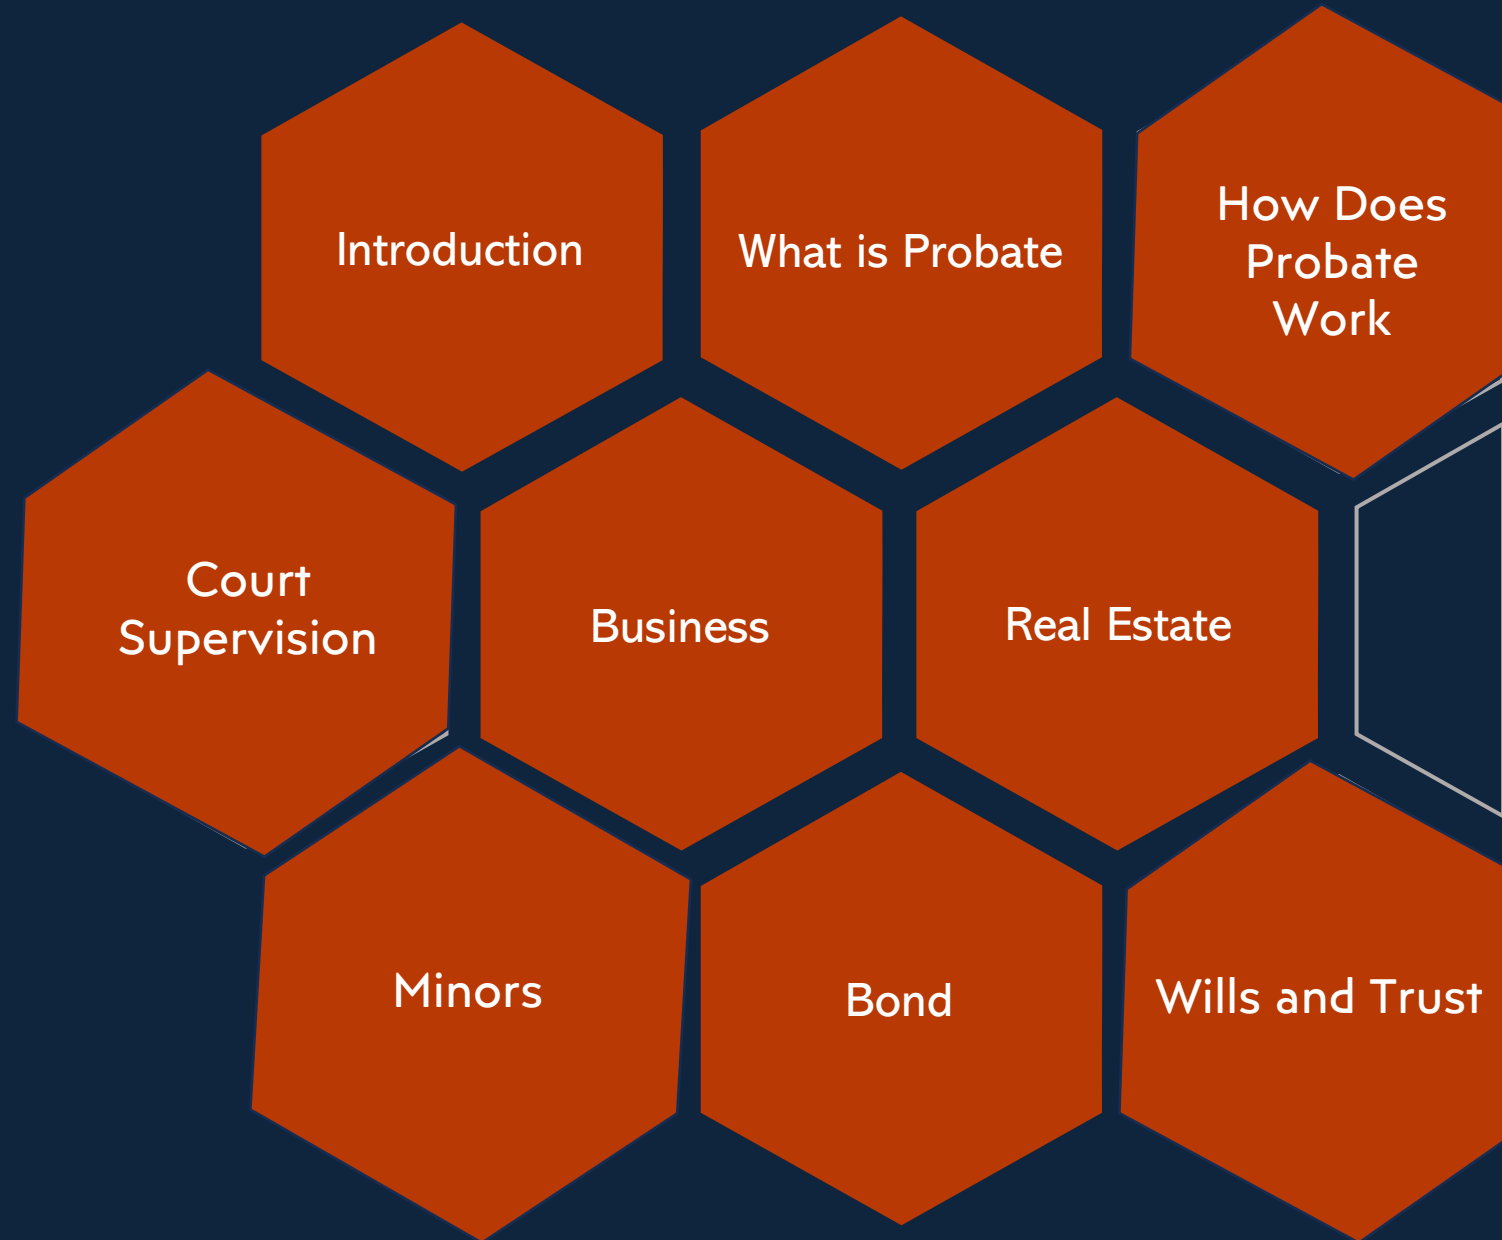 Introduction
What is Probate
How Does
Probate
Work
Court
Supervision
Business
Real Estate
Minors
Bond
Wills and Trust